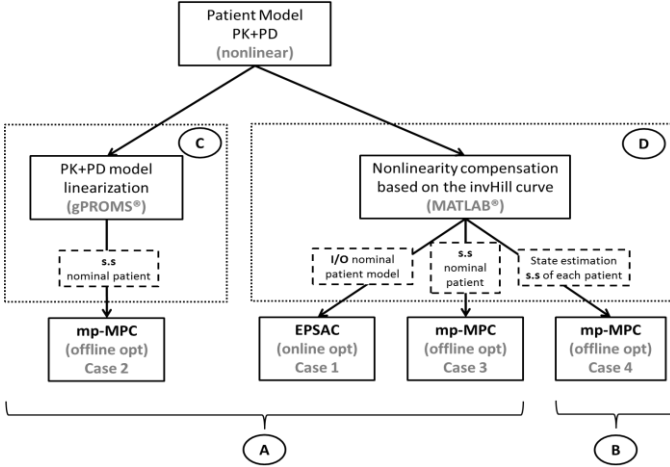 Patient Model
PK+PD
(nonlinear)
C
D
PK+PD model
linearization
(gPROMS®)
Nonlinearity compensation
based on the invHill curve
(MATLAB®)
s.s
nominal patient
I/O nominal
patient model
s.s
nominal
patient
State estimation
s.s of each patient
mp-MPC
(offline opt)
Case 2
EPSAC
(online opt)
Case 1
mp-MPC
(offline opt)
Case 3
mp-MPC
(offline opt)
Case 4
A
B